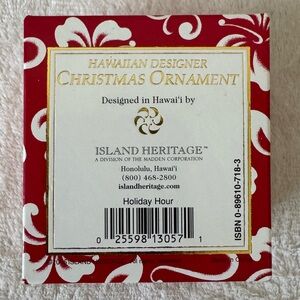 HAWAIIAN DESIGNER
CHRISTMAS ORNAMENT
Designed in Hawai'i by
ISLAND HERITAGE™
A DIVISION OF THE MADDEN CORPORATION
Honolulu, Hawai'i
(800) 468-2800
islandheritage.com
Holiday Hour
0 25598 13057 1
ISBN 0-89610-718-3